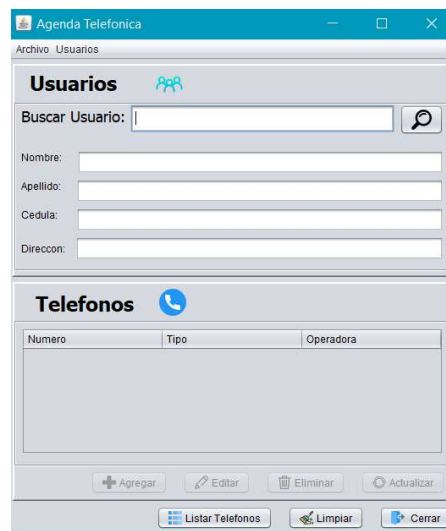 Agenda Telefonica
Archivo Usuarios
Usuarios
Buscar Usuario:
Nombre:
Apellido:
Cedula:
Direccon:
Telefonos
Numero Tipo Operadora
Agregar Editar Eliminar Actualizar
Listar Telefonos Limpiar Cerrar